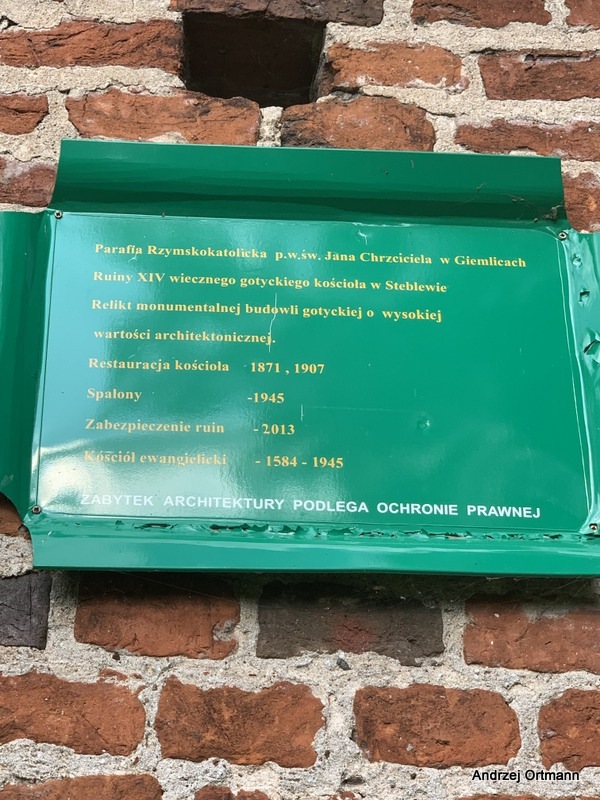 Parafia Rzymskokatolicka p.w.św. Jana Chrzciciela w Giemlicach
Ruiny XIV wiecznego gotyckiego kościoła w Steblewie
Relikt monumentalnej budowli gotyckiej o wysokiej
wartości architektonicznej.
Restauracja kościoła 1871 , 1907
Spalony -1945
Zabezpieczenie ruin - 2013
Kościół ewangielicki - 1584 - 1945
ZABYTEK ARCHITEKTURY PODLEGA OCHRONIE PRAWNEJ
Andrzej Ortmann